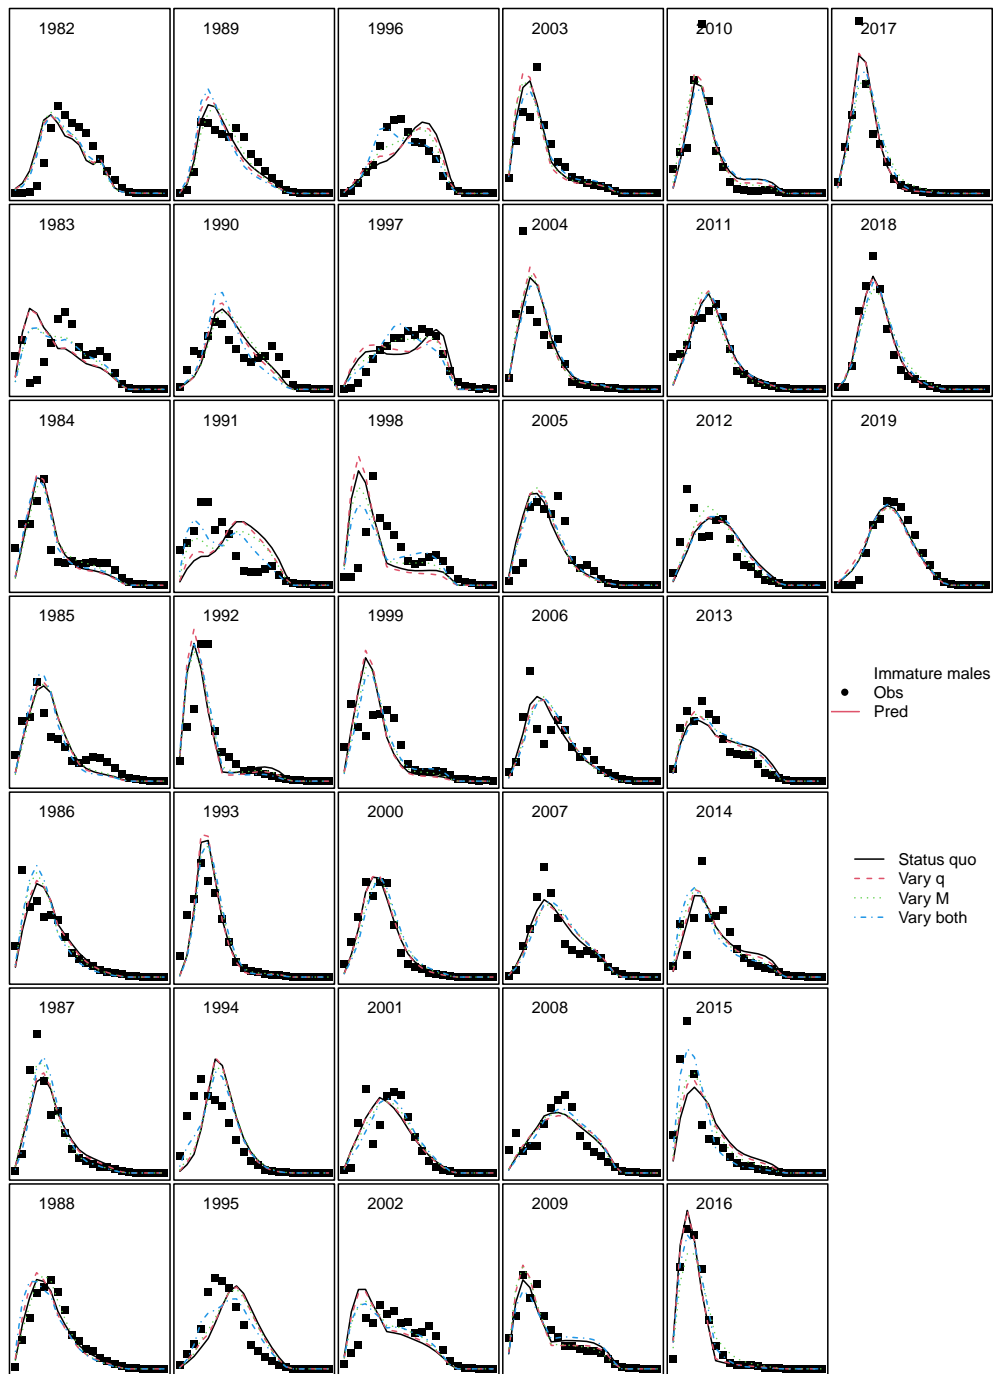 1982 1989 1996 2003 2010 2017
1983 1990 1997 2004 2011 2018
1984 1991 1998 2005 2012 2019
1985 1992 1999 2006 2013
Immature males
Obs
Pred
1986 1993 2000 2007 2014
Status quo
Vary q
Vary M
Vary both
1987 1994 2001 2008 2015
1988 1995 2002 2009 2016